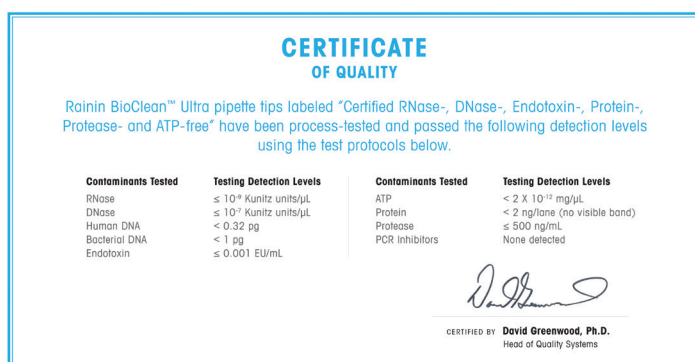 CERTIFICATE
OF QUALITY
Rainin BioClean™ Ultra pipette tips labeled "Certified RNase-, DNase-, Endotoxin-, Protein-,
Protease- and ATP-free" have been process-tested and passed the following detection levels
using the test protocols below.
Contaminants Tested Testing Detection Levels
RNase ≤ 10⁻⁹ Kunitz units/µL
DNase ≤ 10⁻⁷ Kunitz units/µL
Human DNA < 0.32 pg
Bacterial DNA < 1 pg
Endotoxin ≤ 0.001 EU/mL
Contaminants Tested Testing Detection Levels
ATP < 2 X 10⁻¹² mg/µL
Protein < 2 ng/lane (no visible band)
Protease ≤ 500 ng/mL
PCR Inhibitors None detected
CERTIFIED BY David Greenwood, Ph.D.
Head of Quality Systems